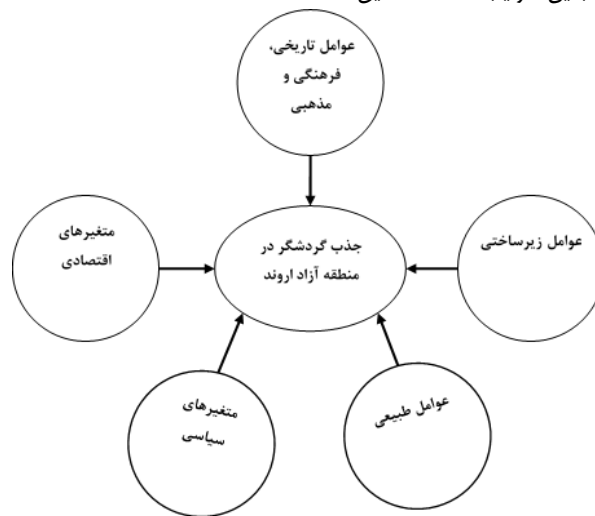 عوامل تاریخی،
فرهنگی و
مذهبی
متغیرهای
اقتصادی
جذب گردشگر در
منطقه آزاد اروند
عوامل زیرساختی
متغیرهای
سیاسی
عوامل طبیعی